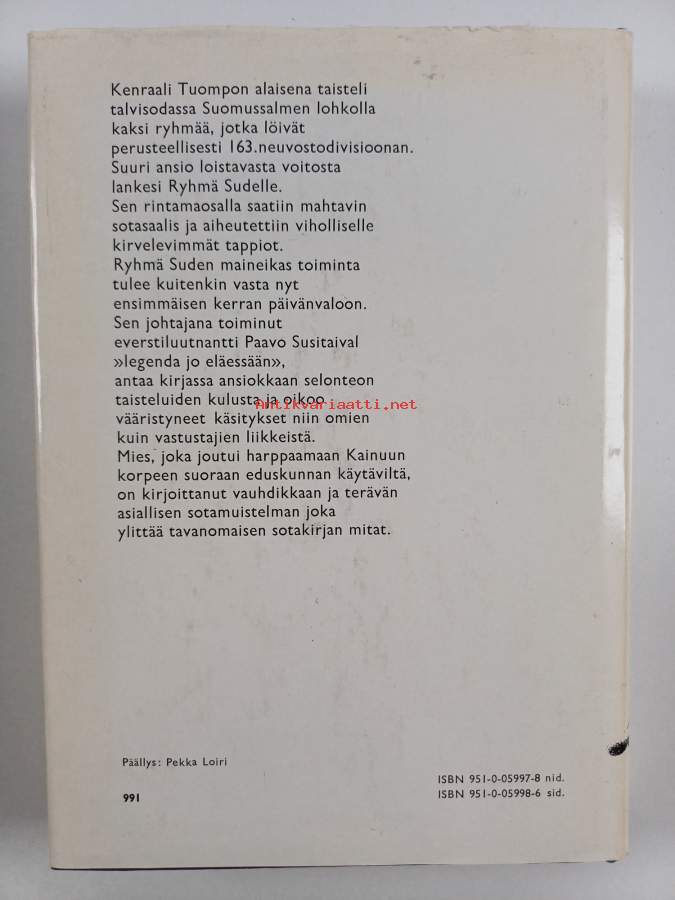 Kenraali Tuompon alaisena taisteli
talvisodassa Suomussalmen lohkolla
kaksi ryhmää, jotka löivät
perusteellisesti 163.neuvostodivisioonan.
Suuri ansio loistavasta voitosta
lankesi Ryhmä Sudelle.
Sen rintamaosalla saatiin mahtavin
sotasaalis ja aiheutettiin viholliselle
kirvelevimmät tappiot.
Ryhmä Suden maineikas toiminta
tulee kuitenkin vasta nyt
ensimmäisen kerran päivänvaloon.
Sen johtajana toiminut
everstiluutnantti Paavo Susitaival
»legenda jo eläessään»,
antaa kirjassa ansiokkaan selonteon
taisteluiden kulusta ja oikoo
Antikvariaatti.net
vääristyneet käsitykset niin omien
kuin vastustajien liikkeistä.
Mies, joka joutui harppaamaan Kainuun
korpeen suoraan eduskunnan käytäviltä,
on kirjoittanut vauhdikkaan ja terävän
asiallisen sotamuistelman joka
ylittää tavanomaisen sotakirjan mitat.
Päällys: Pekka Loiri
991
ISBN 951-0-05997-8 nid.
ISBN 951-0-05998-6 sid.